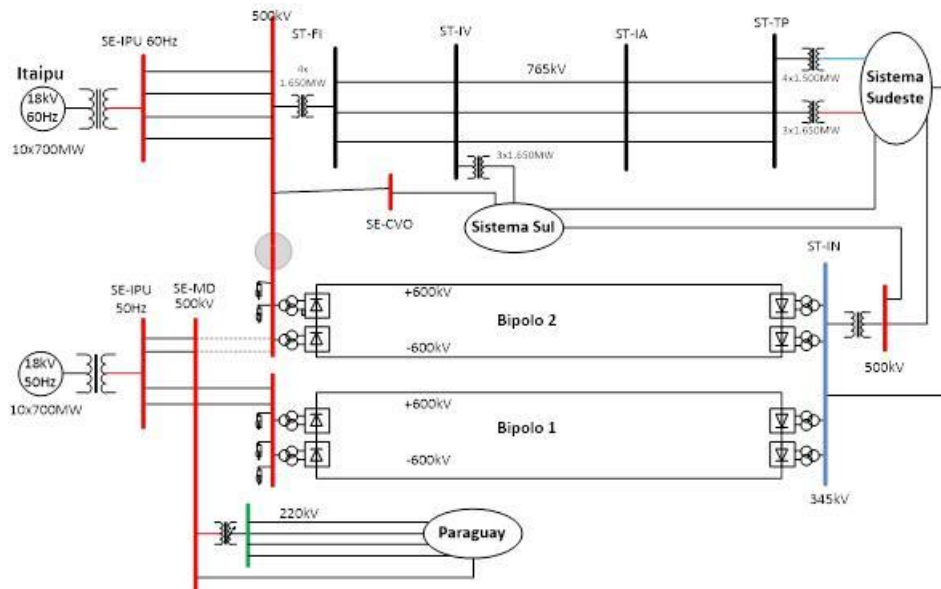 500kV
SE-IPU 60Hz
ST-FI
ST-IV
ST-IA
ST-TP
Itaipu
18kV
60Hz
10x700MW
4x
1.650MW
765kV
4x1.500MW
3x1.650MW
3x1.650MW
Sistema
Sudeste
SE-CVO
Sistema Sul
ST-IN
SE-IPU
50Hz
SE-MD
500kV
+600kV
Bipolo 2
-600kV
18kV
50Hz
10x700MW
500kV
+600kV
Bipolo 1
-600kV
345kV
220kV
Paraguay